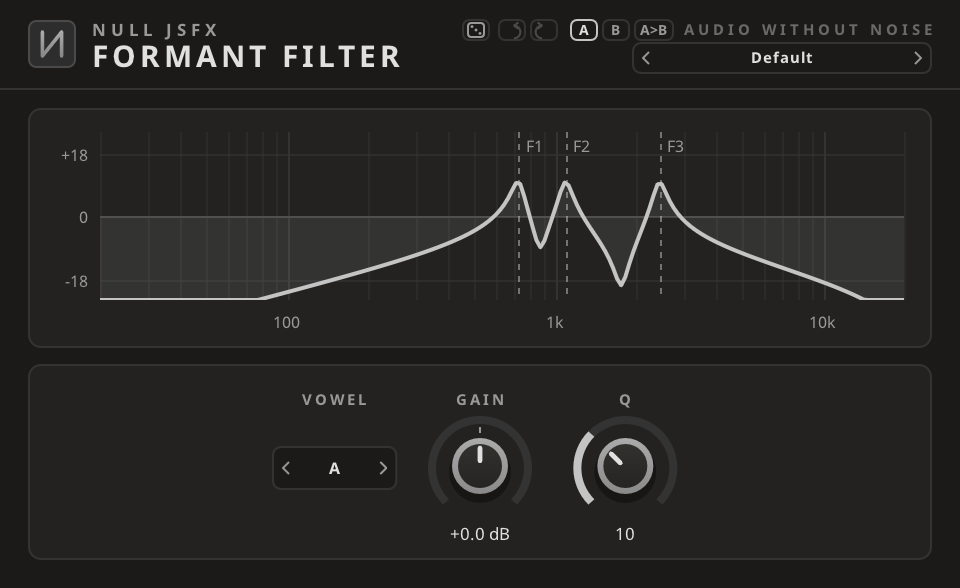 NULL JSFX
FORMANT FILTER
A B A>B AUDIO WITHOUT NOISE
Default
+18
0
-18
F1 F2 F3
100 1k 10k
VOWEL GAIN Q
A
+0.0 dB 10